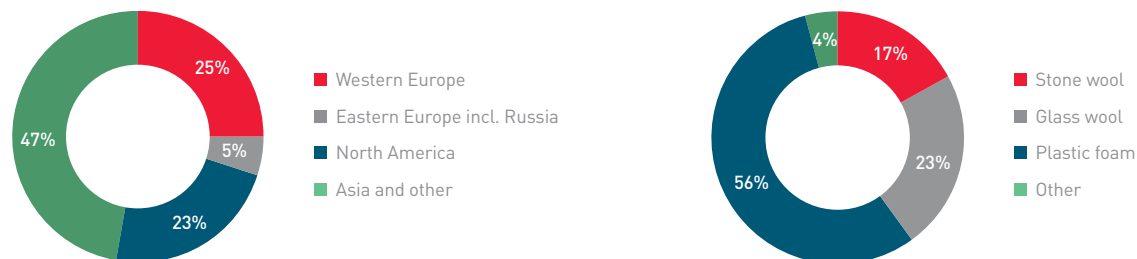 25%
5%
23%
47%
Western Europe
Eastern Europe incl. Russia
North America
Asia and other
4%
17%
23%
56%
Stone wool
Glass wool
Plastic foam
Other